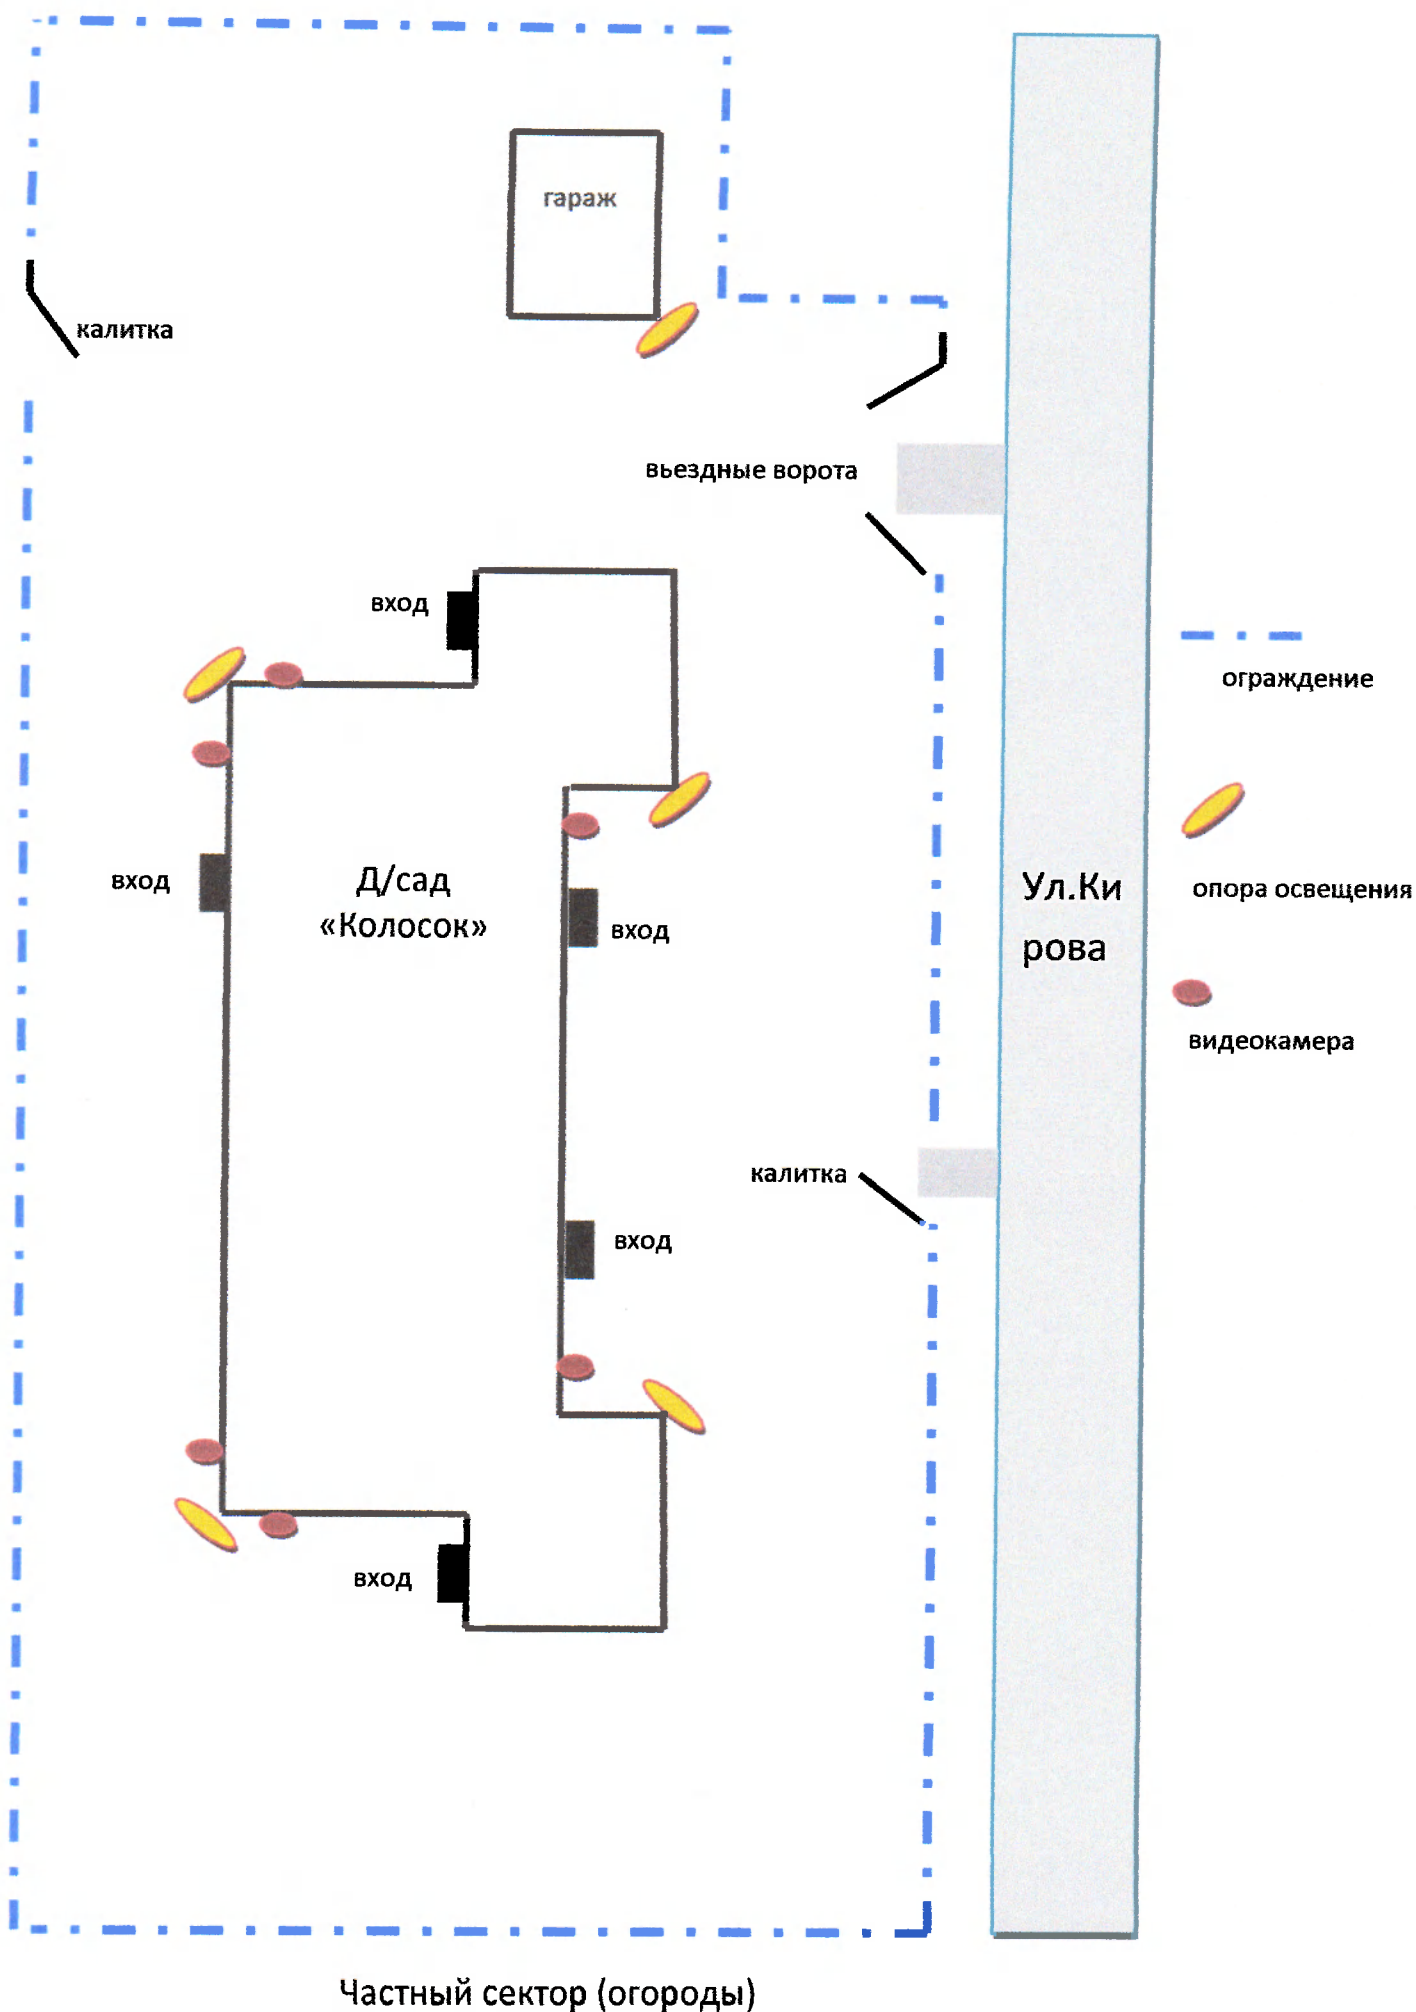 гараж
калитка
вьездные ворота
вход
ограждение
вход
Д/сад
«Колосок»
вход
Ул.Ки
рова
опора освещения
видеокамера
калитка
вход
вход
Частный сектор (огороды)